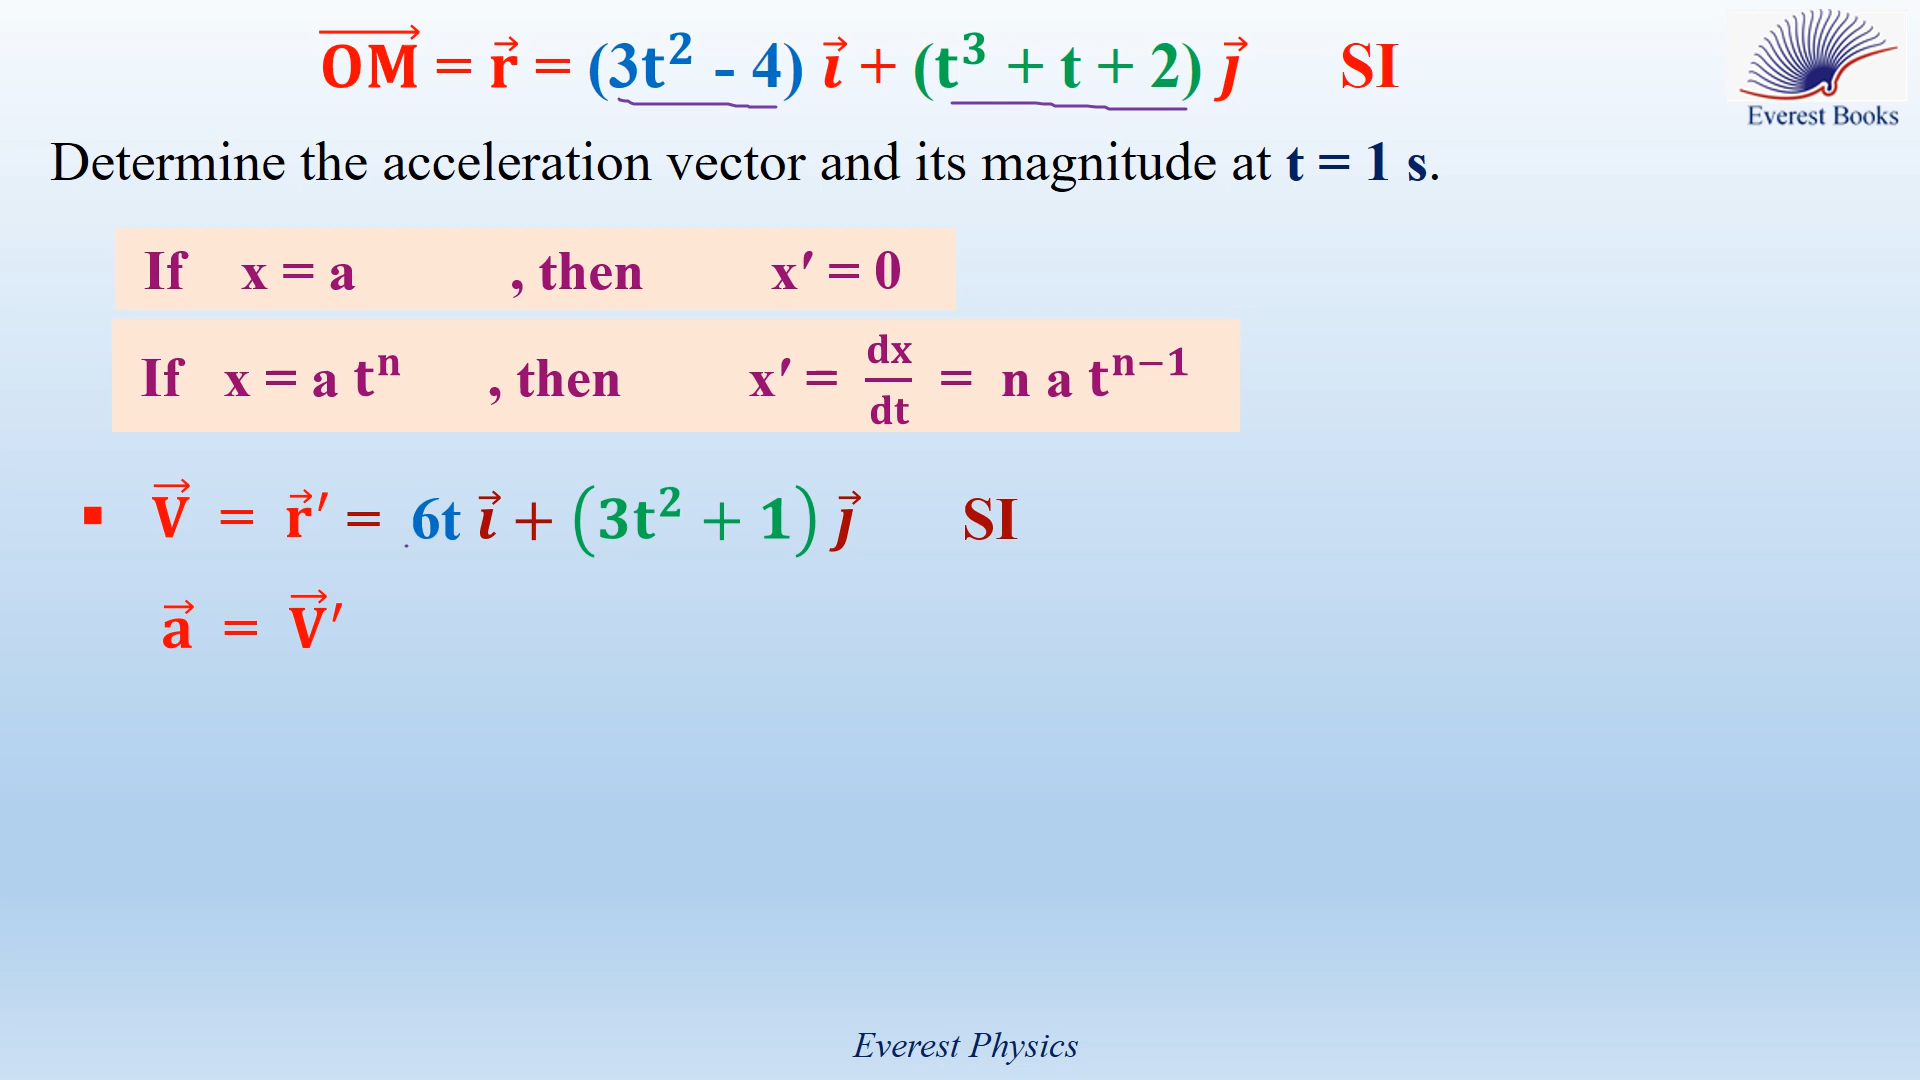 OM⃗ = r⃗ = (3t² - 4) i⃗ + (t³ + t + 2) j⃗ SI
Everest Books
Determine the acceleration vector and its magnitude at t = 1 s.
If x = a , then x′ = 0
If x = a tⁿ , then x′ = dx/dt = n a tⁿ⁻¹
▪ V⃗ = r⃗′ = 6t i⃗ + (3t² + 1) j⃗ SI
a⃗ = V⃗′
Everest Physics